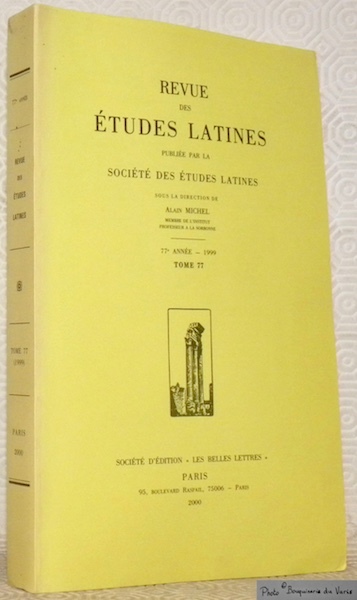 77e ANNÉE
REVUE
DES
ÉTUDES
LATINES
TOME 77
(1999)
PARIS
2000
REVUE
DES
ÉTUDES LATINES
PUBLIÉE PAR LA
SOCIÉTÉ DES ÉTUDES LATINES
SOUS LA DIRECTION DE
ALAIN MICHEL
MEMBRE DE L'INSTITUT
PROFESSEUR A LA SORBONNE
77e ANNÉE – 1999
TOME 77
SOCIÉTÉ D'ÉDITION « LES BELLES LETTRES »
PARIS
95, BOULEVARD RASPAIL, 75006 – PARIS
2000
Photo © Bouquinerie du Varis